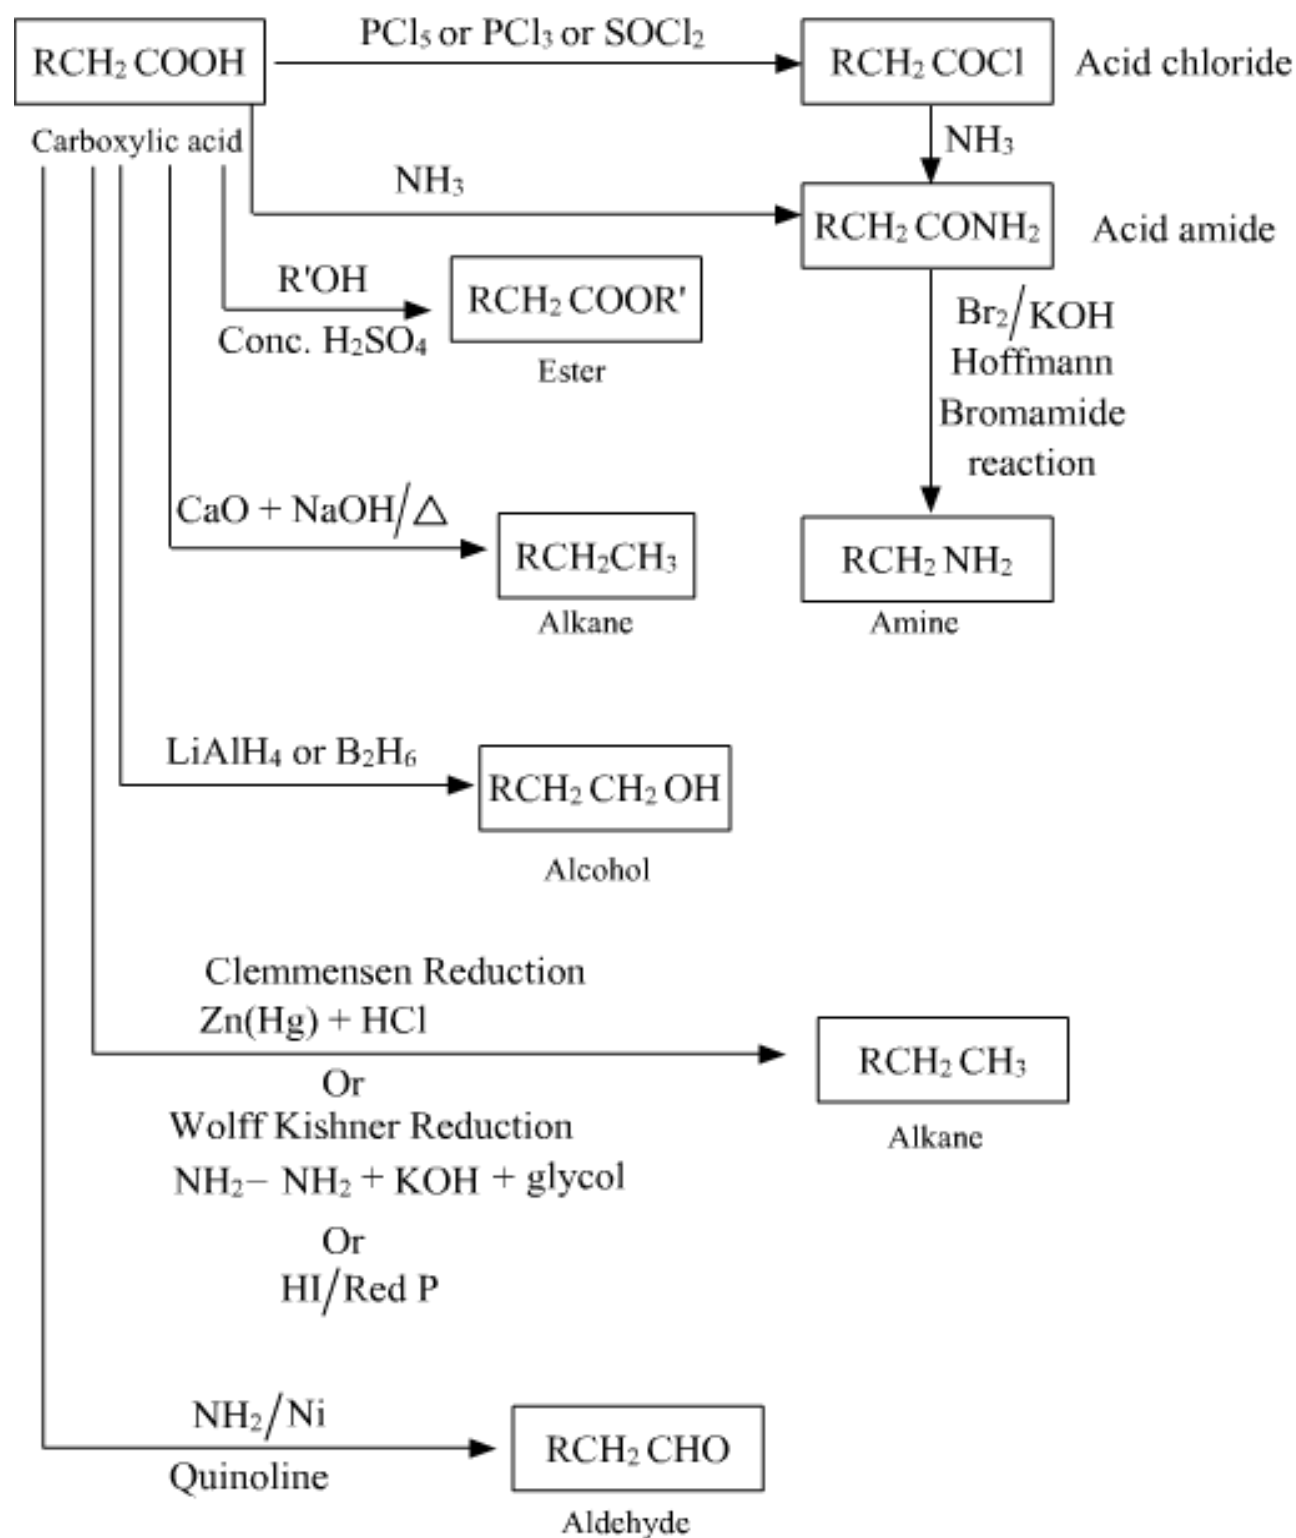 PCl₅ or PCl₃ or SOCl₂
RCH₂ COOH
RCH₂ COCl
Acid chloride
Carboxylic acid
NH₃
NH₃
RCH₂ CONH₂
Acid amide
R'OH
Conc. H₂SO₄
RCH₂ COOR'
Ester
Br₂/KOH
Hoffmann
Bromamide
reaction
CaO + NaOH/△
RCH₂CH₃
Alkane
RCH₂ NH₂
Amine
LiAlH₄ or B₂H₆
RCH₂ CH₂ OH
Alcohol
Clemmensen Reduction
Zn(Hg) + HCl
Or
Wolff Kishner Reduction
NH₂– NH₂ + KOH + glycol
Or
HI/Red P
RCH₂ CH₃
Alkane
NH₂/Ni
Quinoline
RCH₂ CHO
Aldehyde